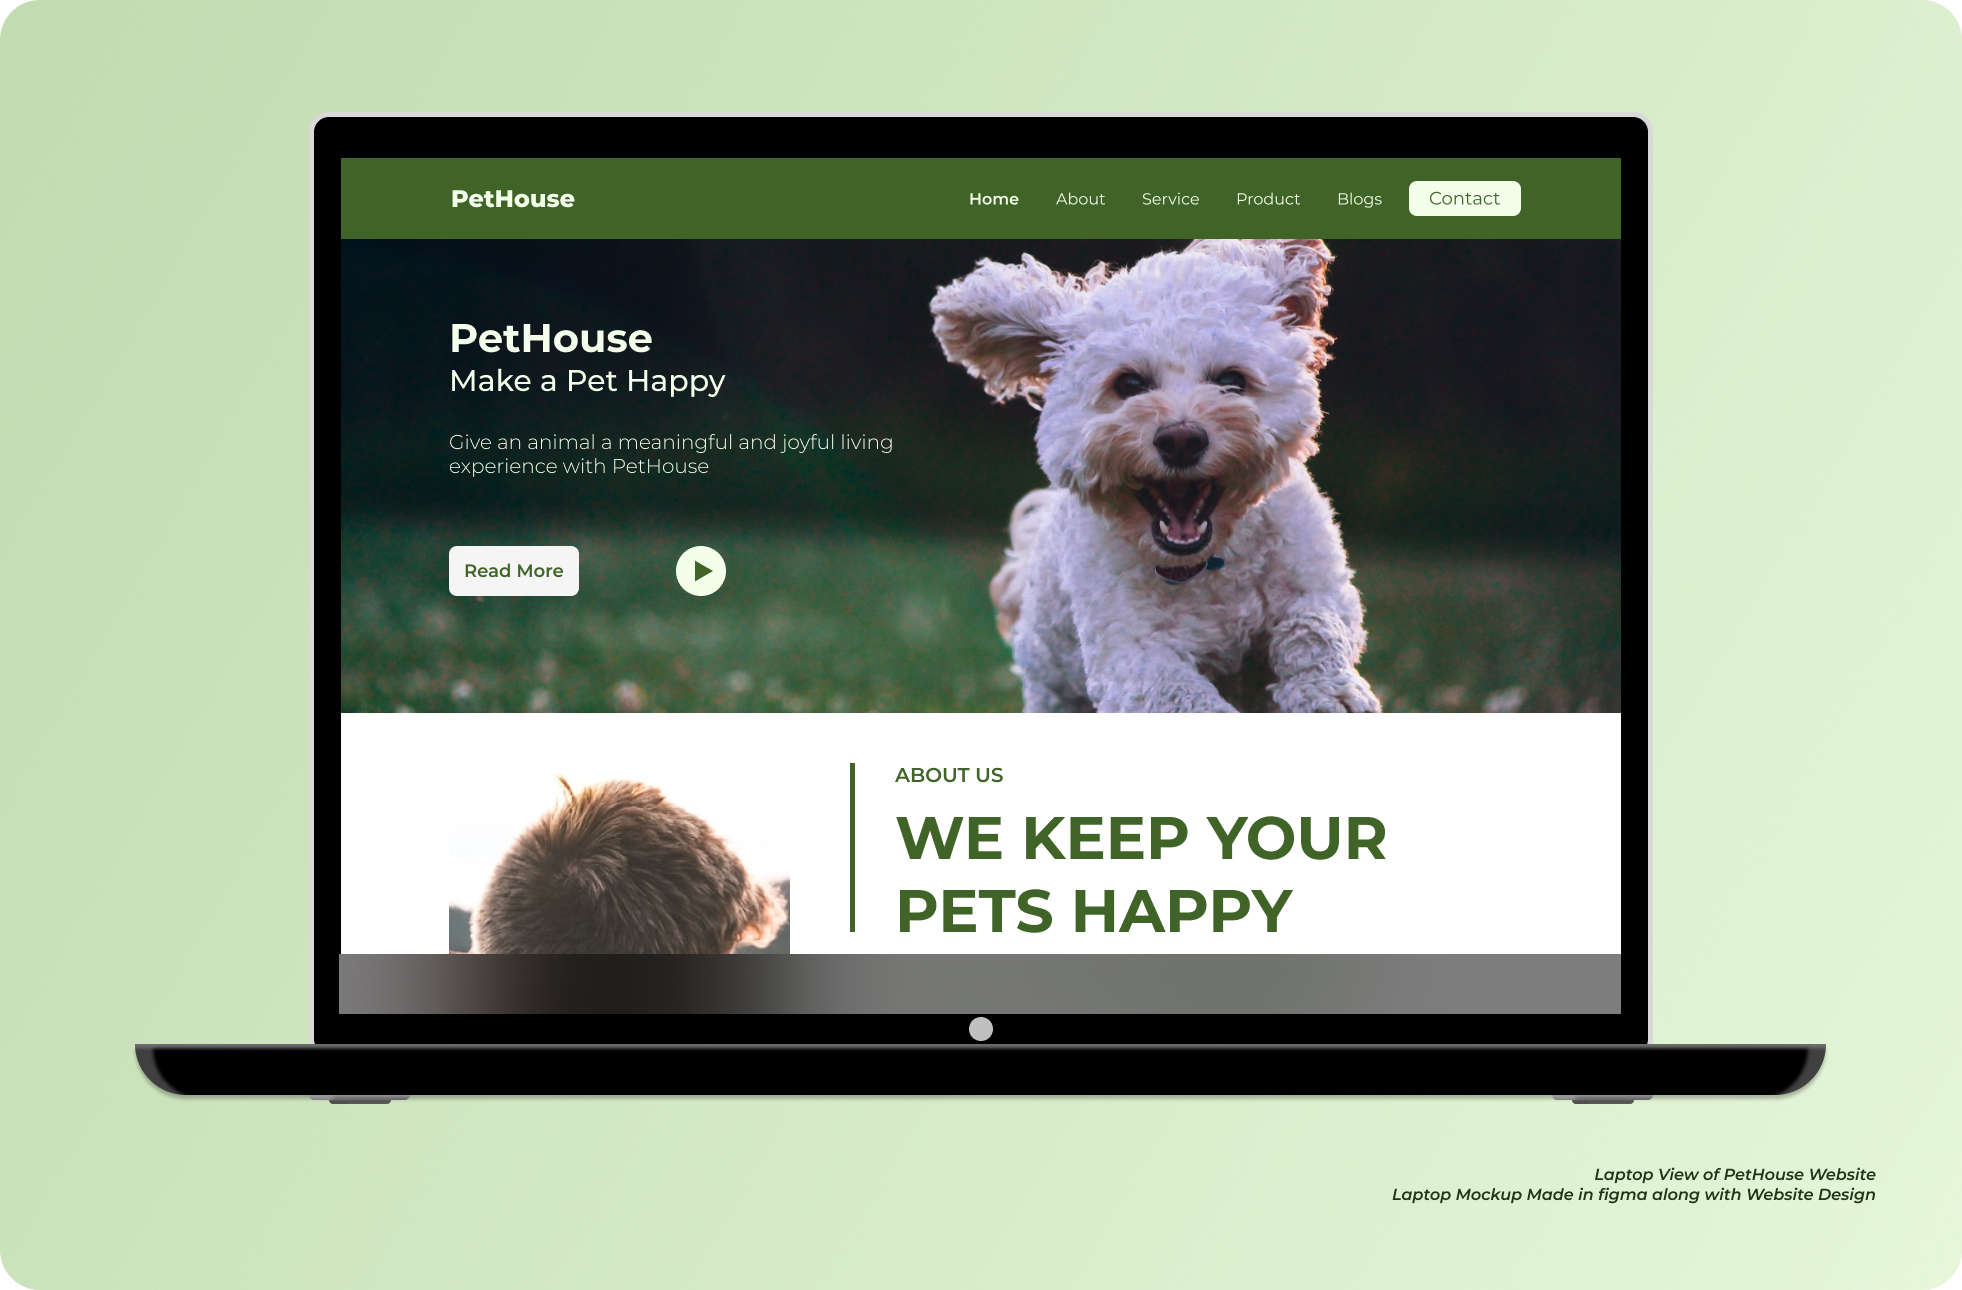 PetHouse
Home About Service Product Blogs Contact
PetHouse
Make a Pet Happy
Give an animal a meaningful and joyful living
experience with PetHouse
Read More
ABOUT US
WE KEEP YOUR
PETS HAPPY
Laptop View of PetHouse Website
Laptop Mockup Made in figma along with Website Design